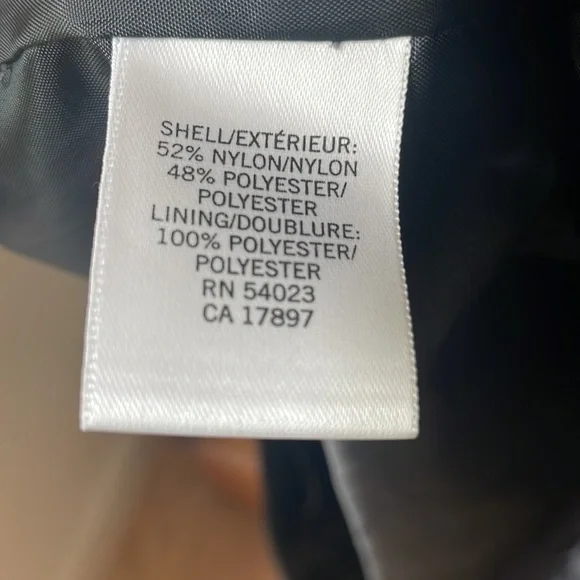 SHELL/EXTÉRIEUR:
52% NYLON/NYLON
48% POLYESTER/
POLYESTER
LINING/DOUBLURE:
100% POLYESTER/
POLYESTER
RN 54023
CA 17897